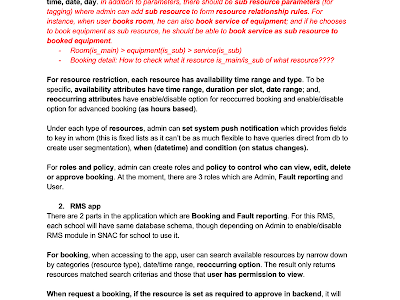 time, date, day. In addition to parameters, there should be sub resource parameters (for
tagging) where admin can add sub resource to form resource relationship rules. For
instance, when user books room, he can also book service of equipment; and if he chooses
to book equipment as sub resource, he should be able to book service as sub resource to
booked equipment.
- Room(is_main) > equipment(is_sub) > service(is_sub)
- Booking detail: How to check what it resource is_main/is_sub of what resource????
For resource restriction, each resource has availability time range and type. To be
specific, availability attributes have time range, duration per slot, date range; and,
reoccurring attributes have enable/disable option for reoccurred booking and enable/disable
option for advanced booking (as hours based).
Under each type of resources, admin can set system push notification which provides fields
to key in whom (this is fixed lists as it can't be as much flexible to have queries direct from db to
create user segmentation), when (datetime) and condition (on status changes).
For roles and policy, admin can create roles and policy to control who can view, edit, delete
or approve booking. At the moment, there are 3 roles which are Admin, Fault reporting and
User.
2. RMS app
There are 2 parts in the application which are Booking and Fault reporting. For this RMS,
each school will have same database schema, though depending on Admin to enable/disable
RMS module in SNAC for school to use it.
For booking, when accessing to the app, user can search available resources by narrow down
by categories (resource type), date/time range, reoccurring option. The result only returns
resources matched search criterias and those that user has permission to view.
When request a booking, if the resource is set as required to approve in backend, it will